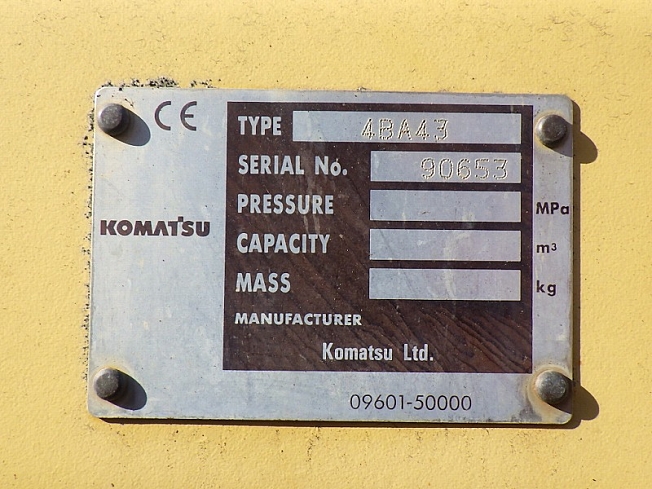 CE
TYPE 4BA43
SERIAL No. 90653
PRESSURE MPa
KOMATSU
CAPACITY m³
MASS kg
MANUFACTURER
Komatsu Ltd.
09601-50000